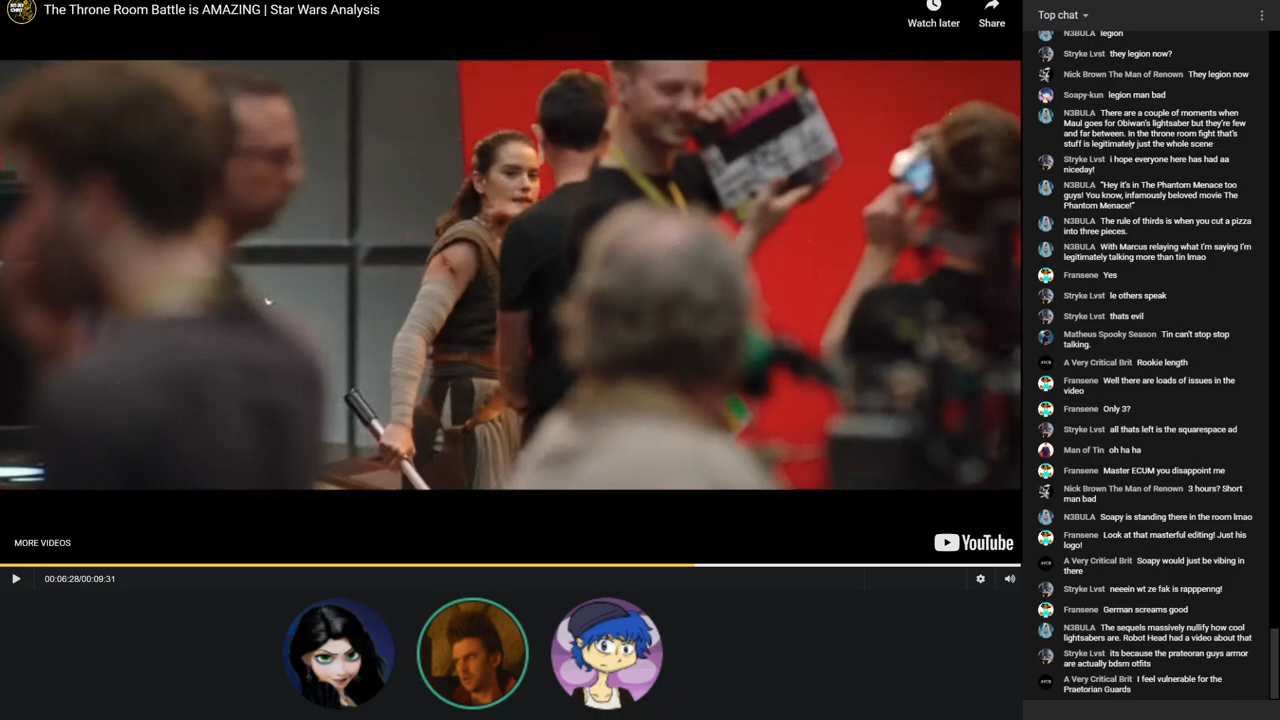 The Throne Room Battle is AMAZING | Star Wars Analysis
Watch later
Share
MORE VIDEOS
YouTube
00:06:28/00:09:31
Top chat
N3BULA legion
Stryke Lvst they legion now?
Nick Brown The Man of Renown They legion now
Soapy-kun legion man bad
N3BULA There are a couple of moments when
Maul goes for Obiwan's lightsaber but they're few
and far between. In the throne room fight that's
stuff is legitimately just the whole scene
Stryke Lvst i hope everyone here has had aa
niceday!
N3BULA "Hey it's in The Phantom Menace too
guys! You know, infamously beloved movie The
Phantom Menace!"
N3BULA The rule of thirds is when you cut a pizza
into three pieces.
N3BULA With Marcus relaying what I'm saying I'm
legitimately talking more than tin lmao
Fransene Yes
Stryke Lvst le others speak
Stryke Lvst thats evil
Matheus Spooky Season Tin can't stop stop
talking.
A Very Critical Brit Rookie length
Fransene Well there are loads of issues in the
video
Fransene Only 3?
Stryke Lvst all thats left is the squarespace ad
Man of Tin oh ha ha
Fransene Master ECUM you disappoint me
Nick Brown The Man of Renown 3 hours? Short
man bad
N3BULA Soapy is standing there in the room lmao
Fransene Look at that masterful editing! Just his
logo!
A Very Critical Brit Soapy would just be vibing in
there
Stryke Lvst neeein wt ze fak is rapppenng!
Fransene German screams good
N3BULA The sequels massively nullify how cool
lightsabers are. Robot Head had a video about that
Stryke Lvst its because the prateoran guys armor
are actually bdsm otfits
A Very Critical Brit I feel vulnerable for the
Praetorian Guards